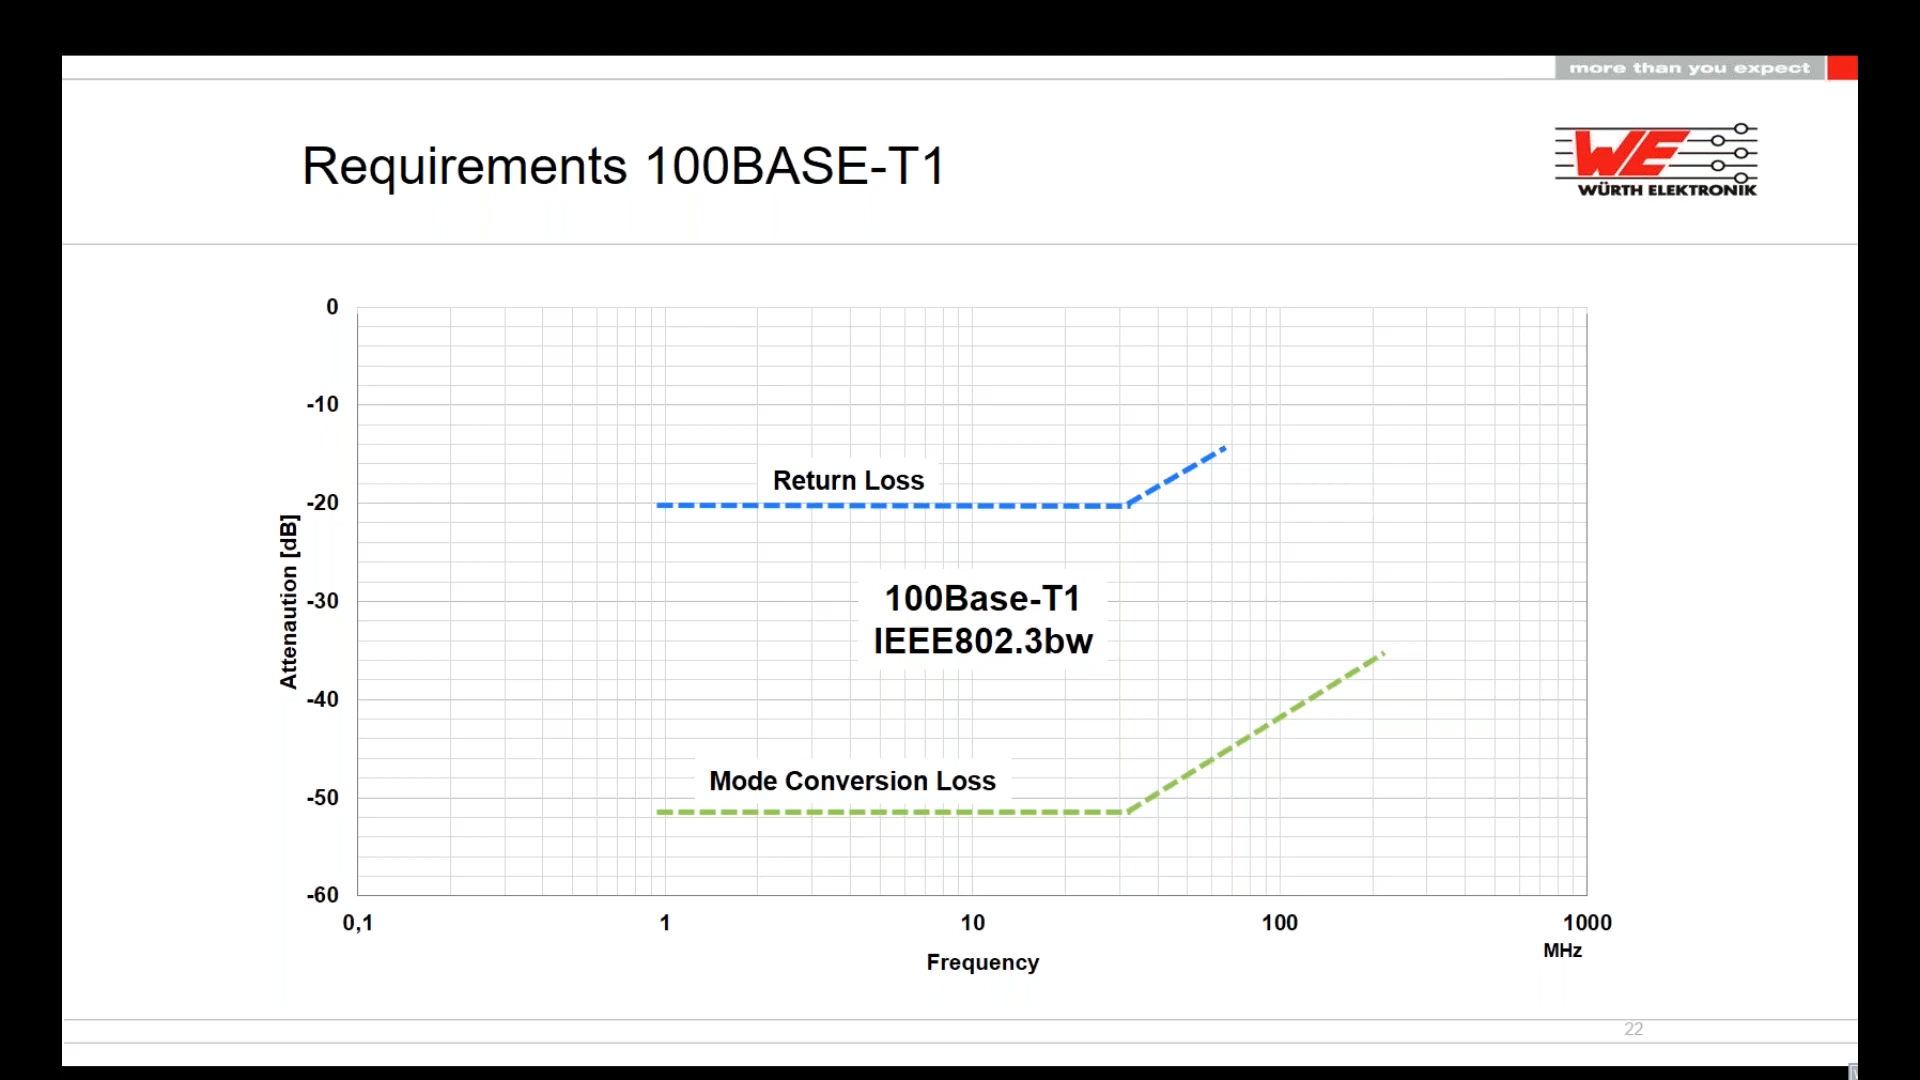 more than you expect
Requirements 100BASE-T1
WE
WÜRTH ELEKTRONIK
0
-10
-20
-30
-40
-50
-60
Attenaution [dB]
Return Loss
100Base-T1
IEEE802.3bw
Mode Conversion Loss
0,1 1 10 100 1000
MHz
Frequency
22